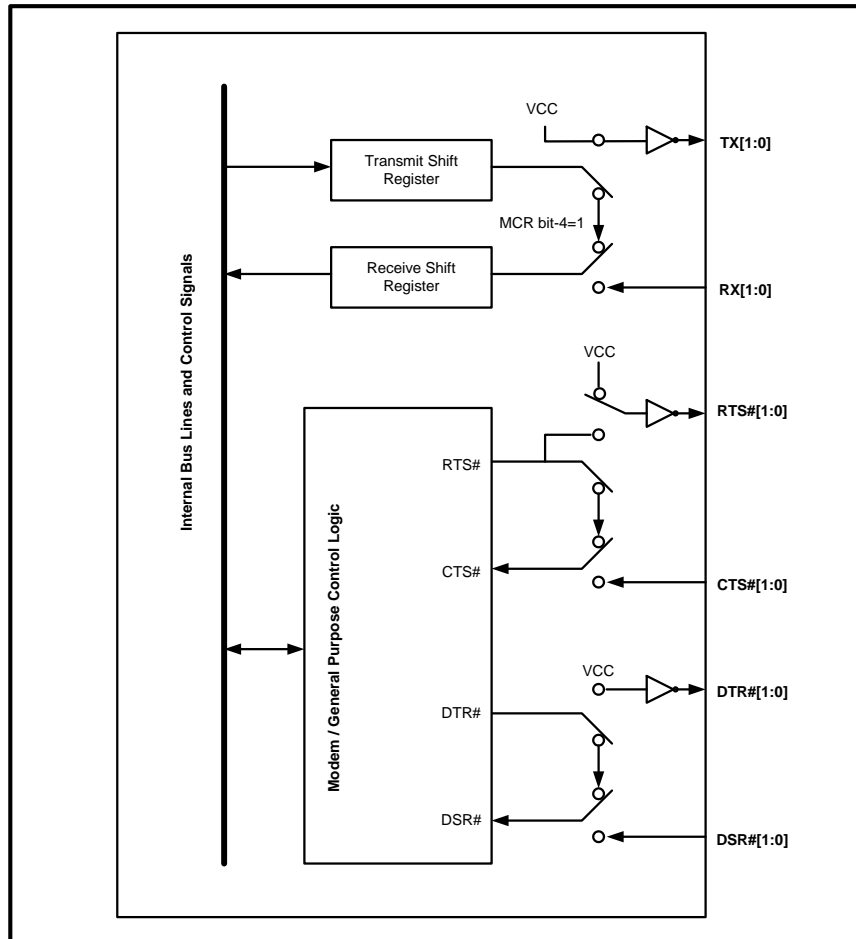 VCC
TX[1:0]
Transmit Shift
Register
MCR bit-4=1
Receive Shift
Register
RX[1:0]
Internal Bus Lines and Control Signals
VCC
RTS#[1:0]
RTS#
Modem / General Purpose Control Logic
CTS#
CTS#[1:0]
VCC
DTR#[1:0]
DTR#
DSR#
DSR#[1:0]